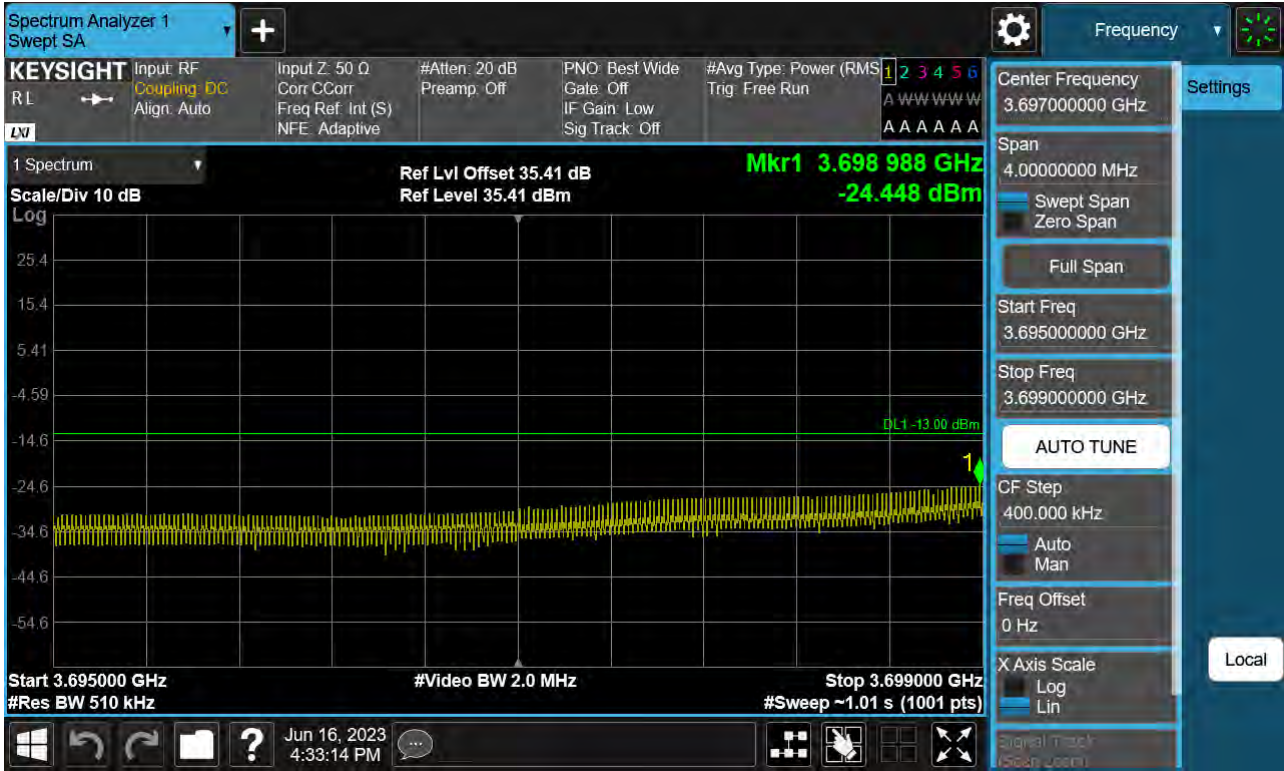 Spectrum Analyzer 1
Swept SA
Frequency
KEYSIGHT
RL
LXI
Input: RF
Coupling: DC
Align: Auto
Input Z: 50 Ω
Corr CCorr
Freq Ref: Int (S)
NFE: Adaptive
#Atten: 20 dB
Preamp: Off
PNO: Best Wide
Gate: Off
IF Gain: Low
Sig Track: Off
#Avg Type: Power (RMS
Trig: Free Run
1 2 3 4 5 6
A W W W W W
A A A A A A
1 Spectrum
Scale/Div 10 dB
Log
Ref Lvl Offset 35.41 dB
Ref Level 35.41 dBm
Mkr1 3.698 988 GHz
-24.448 dBm
25.4
15.4
5.41
-4.59
DL1 -13.00 dBm
-14.6
1
-24.6
-34.6
-44.6
-54.6
Start 3.695000 GHz
#Video BW 2.0 MHz
Stop 3.699000 GHz
#Res BW 510 kHz
#Sweep ~1.01 s (1001 pts)
Center Frequency
3.697000000 GHz
Settings
Span
4.00000000 MHz
Swept Span
Zero Span
Full Span
Start Freq
3.695000000 GHz
Stop Freq
3.699000000 GHz
AUTO TUNE
CF Step
400.000 kHz
Auto
Man
Freq Offset
0 Hz
X Axis Scale
Log
Lin
Local
Signal Track
(Span Zoom)
?
Jun 16, 2023
4:33:14 PM